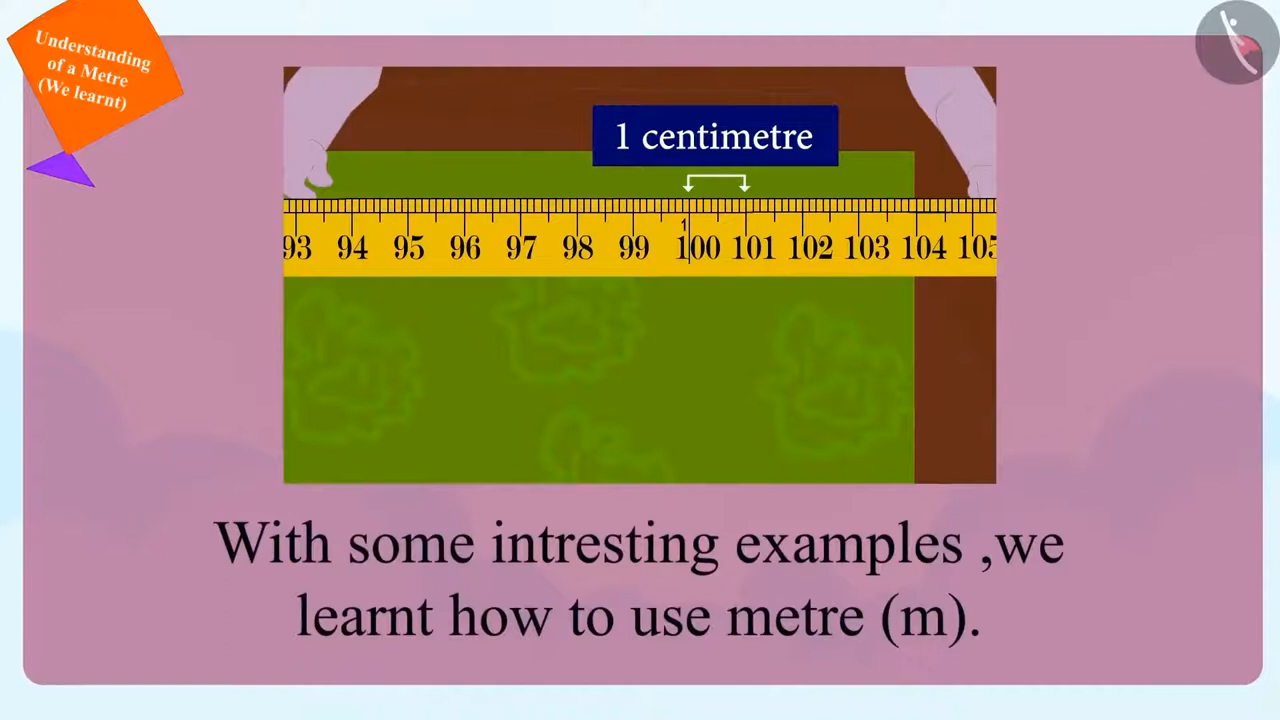 Understanding
of a Metre
(We learnt)
1 centimetre
1
93 94 95 96 97 98 99 100 101 102 103 104 105
With some intresting examples ,we
learnt how to use metre (m).